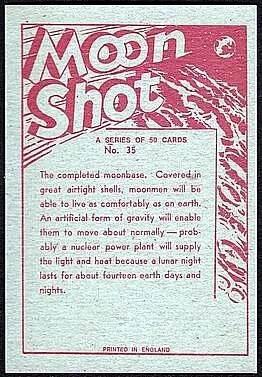 Moon
Shot
A SERIES OF 50 CARDS
No. 35
The completed moonbase. Covered in
great airtight shells, moonmen will be
able to live as comfortably as on earth.
An artificial form of gravity will enable
them to move about normally — prob-
ably a nuclear power plant will supply
the light and heat because a lunar night
lasts for about fourteen earth days and
nights.
PRINTED IN ENGLAND